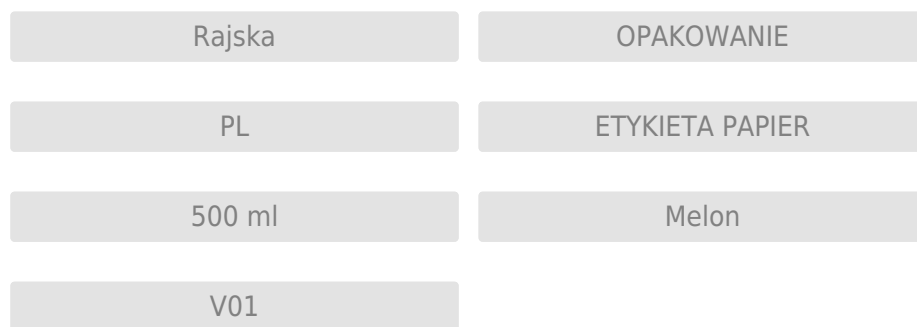 Rajska
OPAKOWANIE
PL
ETYKIETA PAPIER
500 ml
Melon
V01